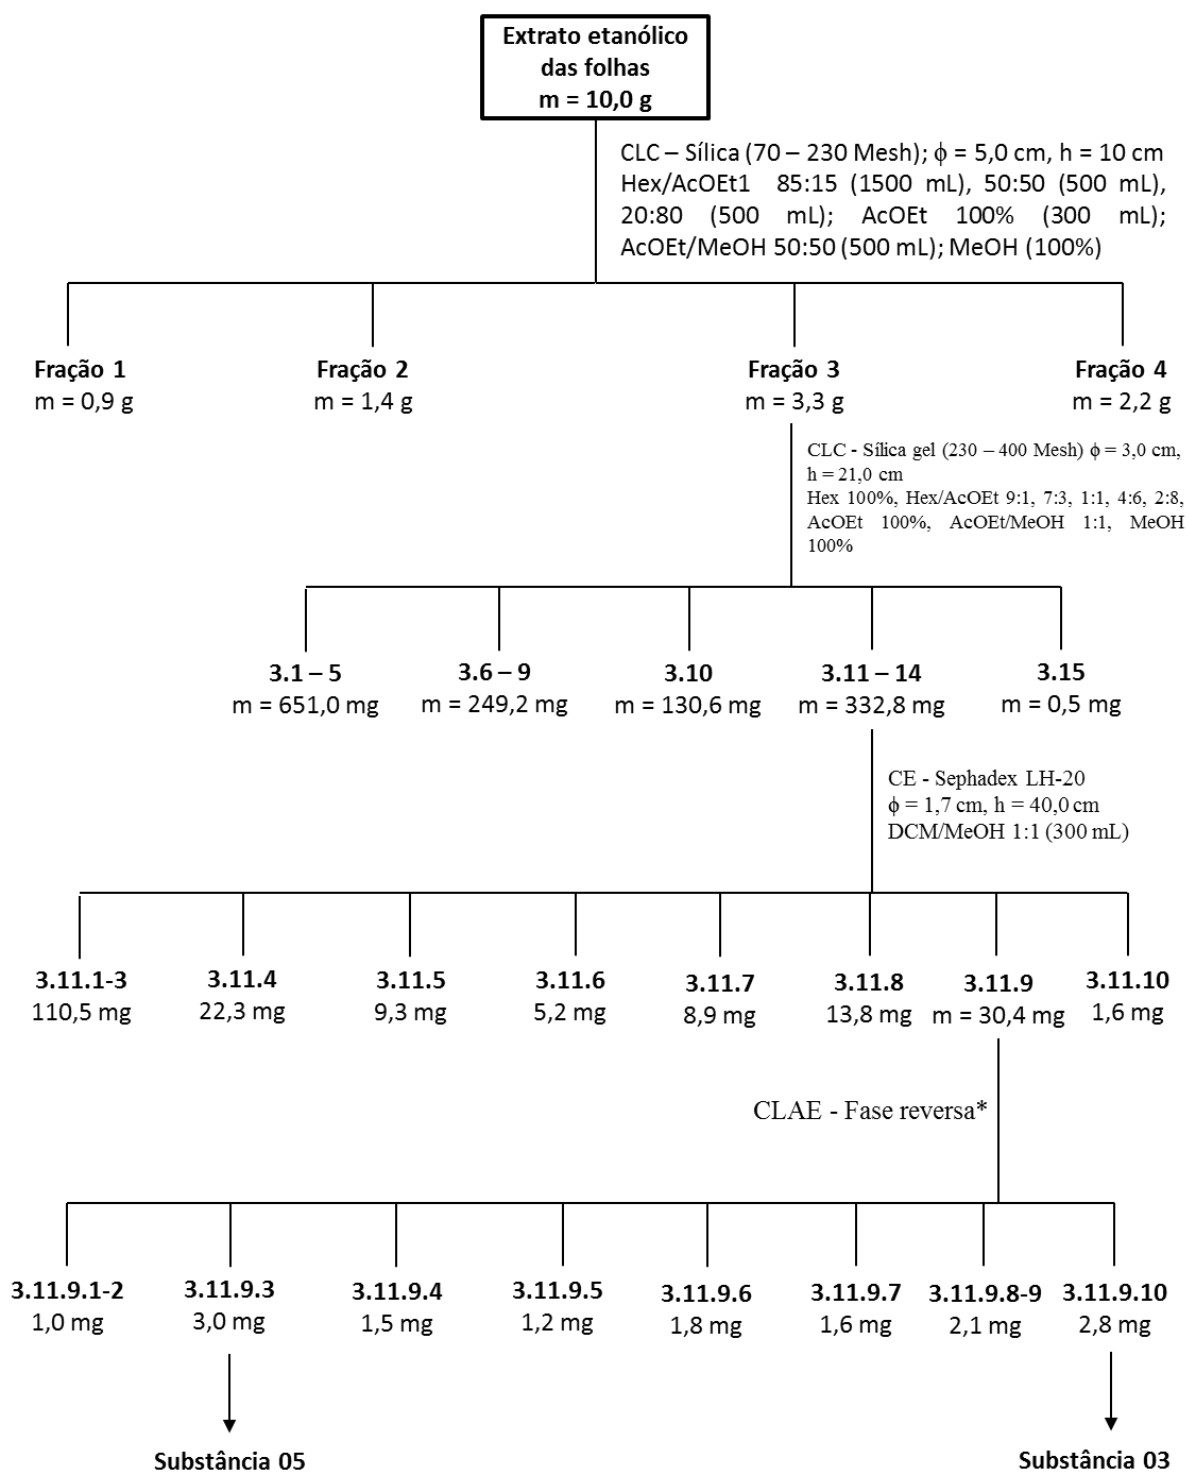 Extrato etanólico
das folhas
m = 10,0 g
CLC – Sílica (70 – 230 Mesh); ϕ = 5,0 cm, h = 10 cm
Hex/AcOEt1 85:15 (1500 mL), 50:50 (500 mL),
20:80 (500 mL); AcOEt 100% (300 mL);
AcOEt/MeOH 50:50 (500 mL); MeOH (100%)
Fração 1
m = 0,9 g
Fração 2
m = 1,4 g
Fração 3
m = 3,3 g
Fração 4
m = 2,2 g
CLC - Sílica gel (230 – 400 Mesh) ϕ = 3,0 cm,
h = 21,0 cm
Hex 100%, Hex/AcOEt 9:1, 7:3, 1:1, 4:6, 2:8,
AcOEt 100%, AcOEt/MeOH 1:1, MeOH
100%
3.1 – 5
m = 651,0 mg
3.6 – 9
m = 249,2 mg
3.10
m = 130,6 mg
3.11 – 14
m = 332,8 mg
3.15
m = 0,5 mg
CE - Sephadex LH-20
ϕ = 1,7 cm, h = 40,0 cm
DCM/MeOH 1:1 (300 mL)
3.11.1-3
110,5 mg
3.11.4
22,3 mg
3.11.5
9,3 mg
3.11.6
5,2 mg
3.11.7
8,9 mg
3.11.8
13,8 mg
3.11.9
m = 30,4 mg
3.11.10
1,6 mg
CLAE - Fase reversa*
3.11.9.1-2
1,0 mg
3.11.9.3
3,0 mg
3.11.9.4
1,5 mg
3.11.9.5
1,2 mg
3.11.9.6
1,8 mg
3.11.9.7
1,6 mg
3.11.9.8-9
2,1 mg
3.11.9.10
2,8 mg
Substância 05
Substância 03